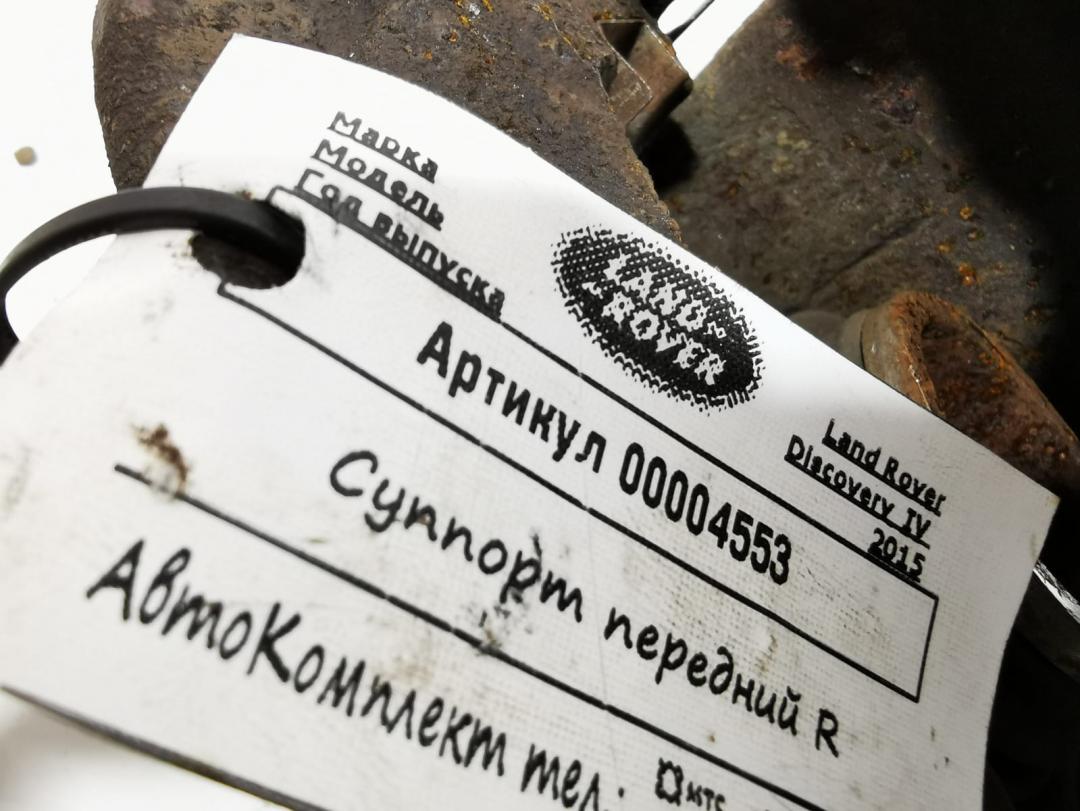 Марка
Модель
Год выпуска
LAND-
ROVER
Land Rover
Discovery IV
2015
Артикул 00004553
Суппорт передний R
АвтоКомплект тел.:
мтс